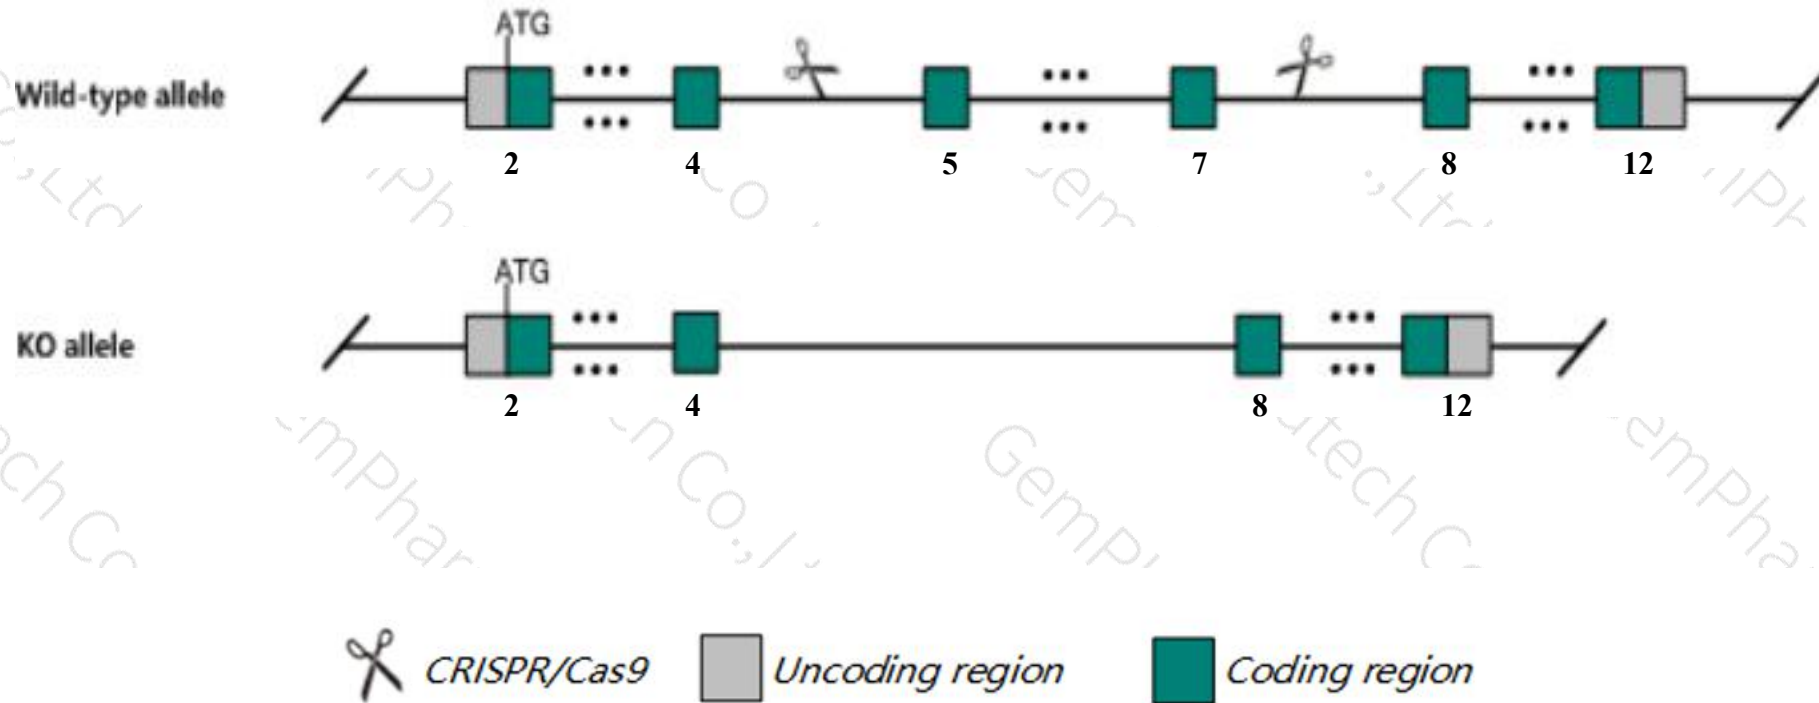 ATG
Wild-type allele
2 4 5 7 8 12
ATG
KO allele
2 4 8 12
CRISPR/Cas9 Uncoding region Coding region
GemPh